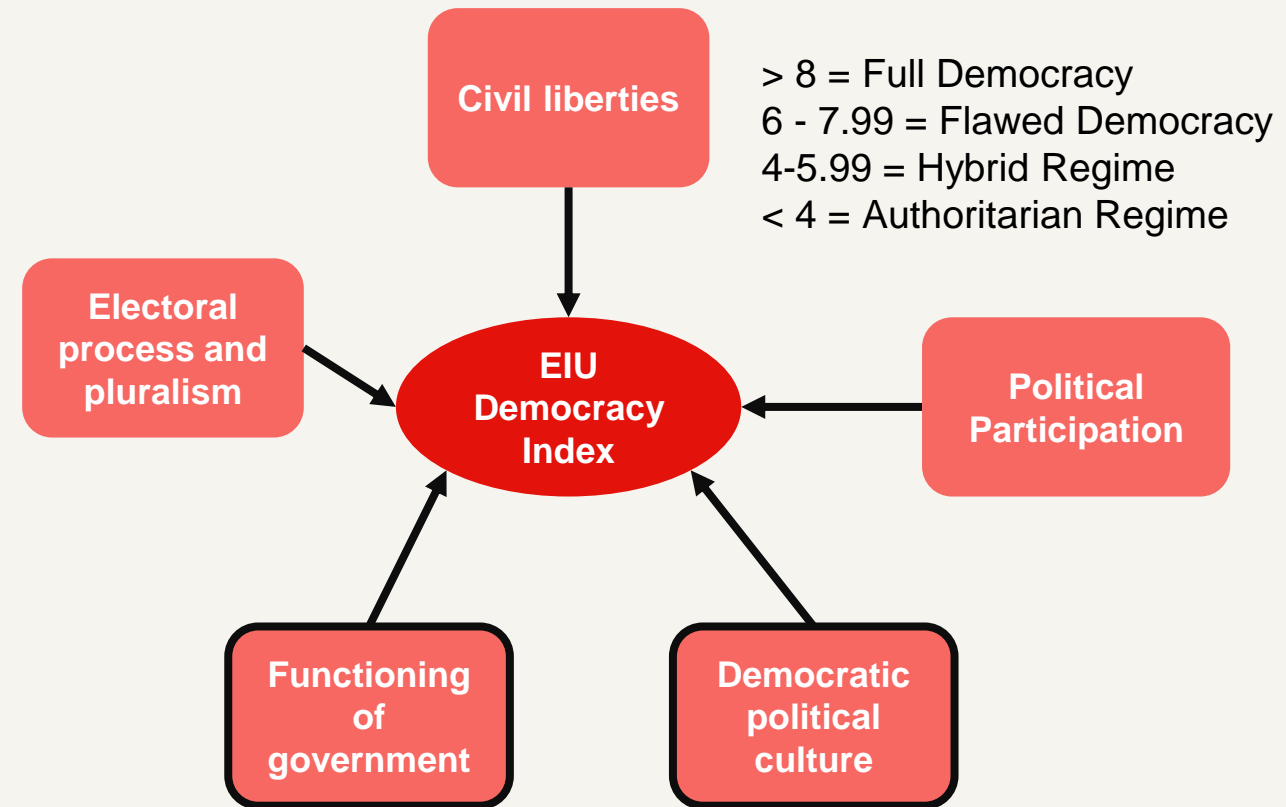 Civil liberties
> 8 = Full Democracy
6 - 7.99 = Flawed Democracy
4-5.99 = Hybrid Regime
< 4 = Authoritarian Regime
Electoral
process and
pluralism
EIU
Democracy
Index
Political
Participation
Functioning
of
government
Democratic
political
culture